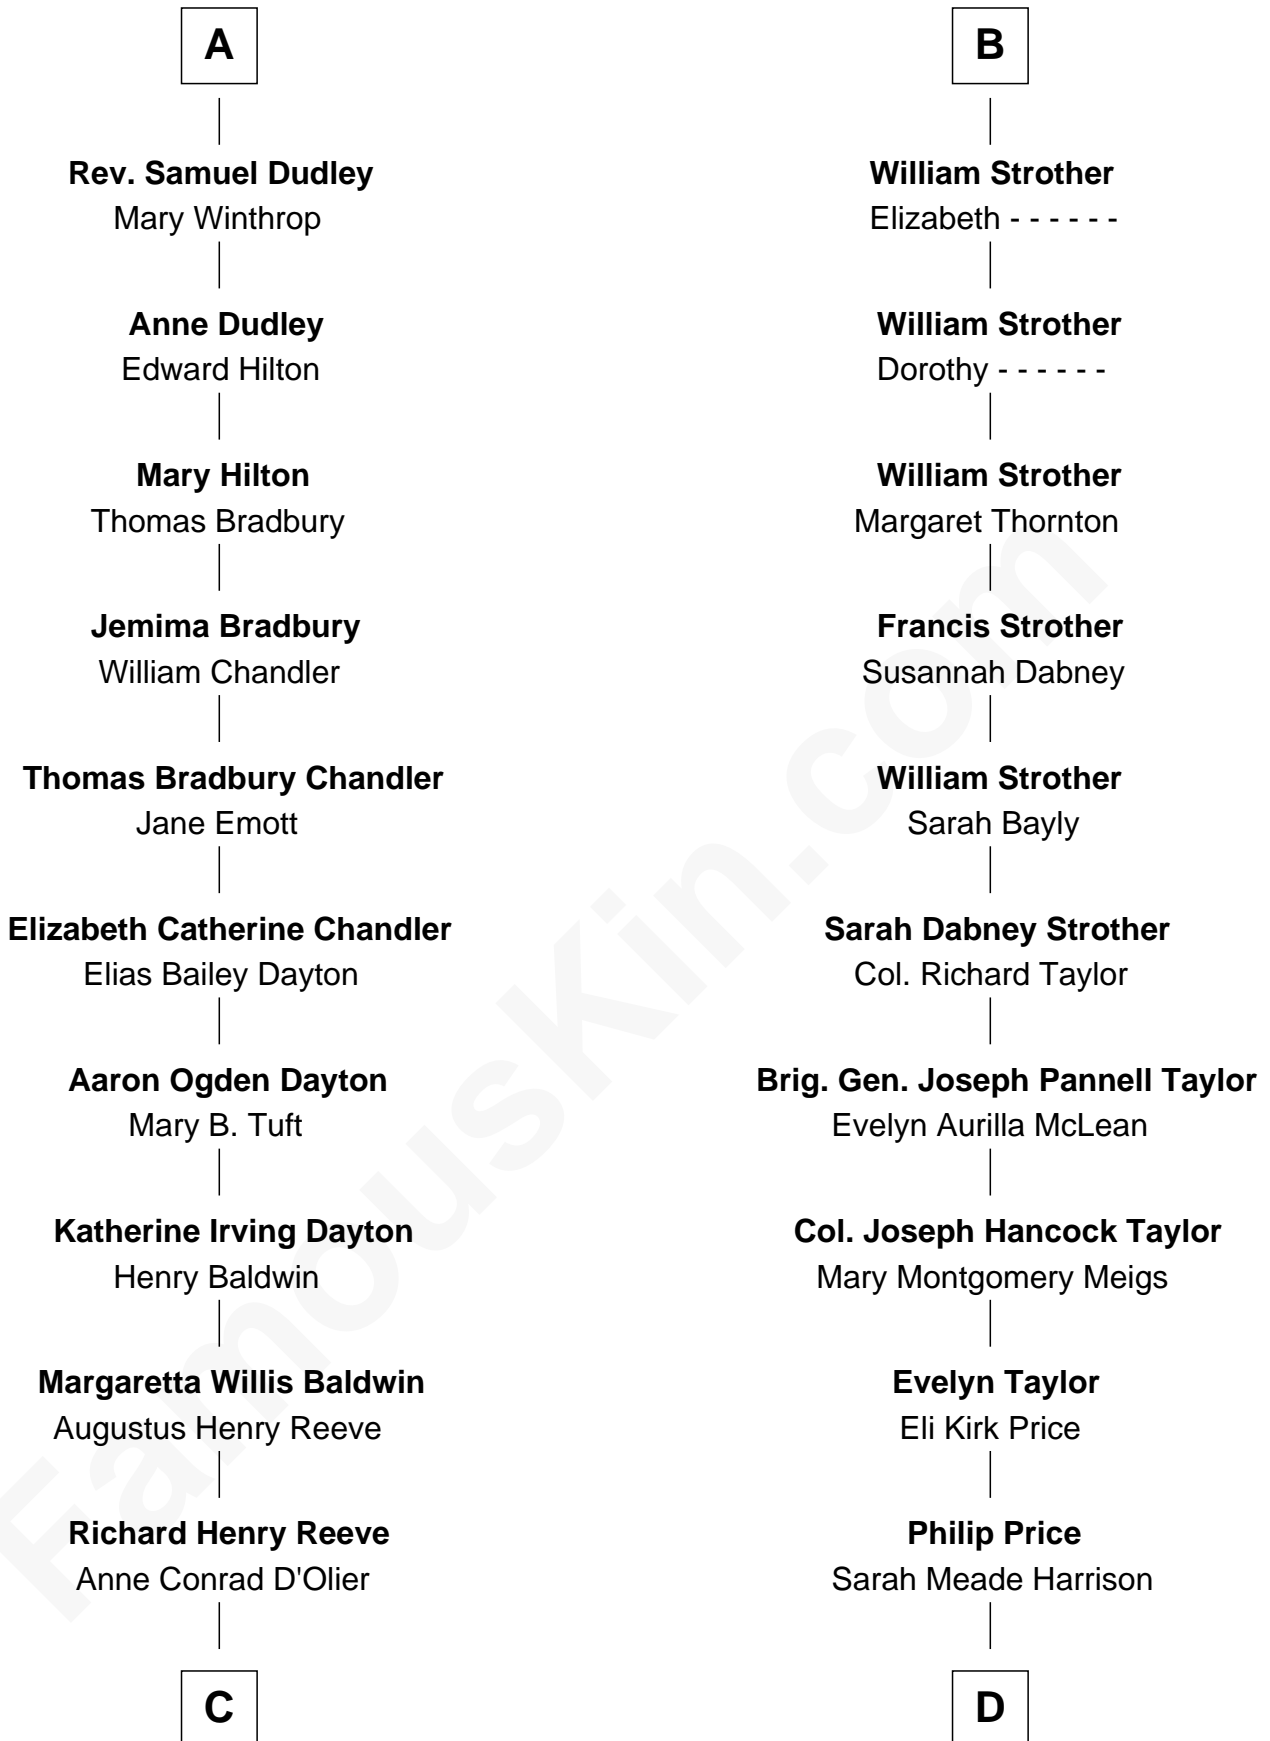 A
Rev. Samuel Dudley
Mary Winthrop
Anne Dudley
Edward Hilton
Mary Hilton
Thomas Bradbury
Jemima Bradbury
William Chandler
Thomas Bradbury Chandler
Jane Emott
Elizabeth Catherine Chandler
Elias Bailey Dayton
Aaron Ogden Dayton
Mary B. Tuft
Katherine Irving Dayton
Henry Baldwin
Margaretta Willis Baldwin
Augustus Henry Reeve
Richard Henry Reeve
Anne Conrad D'Olier
C
B
William Strother
Elizabeth - - - - - -
William Strother
Dorothy - - - - - -
William Strother
Margaret Thornton
Francis Strother
Susannah Dabney
William Strother
Sarah Bayly
Sarah Dabney Strother
Col. Richard Taylor
Brig. Gen. Joseph Pannell Taylor
Evelyn Aurilla McLean
Col. Joseph Hancock Taylor
Mary Montgomery Meigs
Evelyn Taylor
Eli Kirk Price
Philip Price
Sarah Meade Harrison
D
FamousKin.com